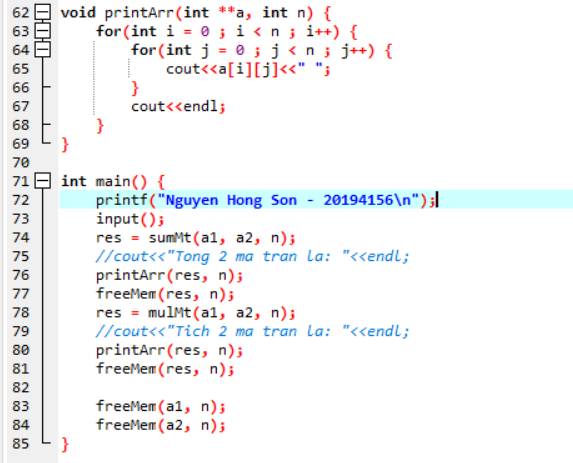 62 void printArr(int **a, int n) {
63     for(int i = 0 ; i < n ; i++) {
64         for(int j = 0 ; j < n ; j++) {
65             cout<<a[i][j]<<" ";
66         }
67         cout<<endl;
68     }
69 }
70
71 int main() {
72     printf("Nguyen Hong Son - 20194156\n");
73     input();
74     res = sumMt(a1, a2, n);
75     //cout<<"Tong 2 ma tran la: "<<endl;
76     printArr(res, n);
77     freeMem(res, n);
78     res = mulMt(a1, a2, n);
79     //cout<<"Tich 2 ma tran la: "<<endl;
80     printArr(res, n);
81     freeMem(res, n);
82
83     freeMem(a1, n);
84     freeMem(a2, n);
85 }